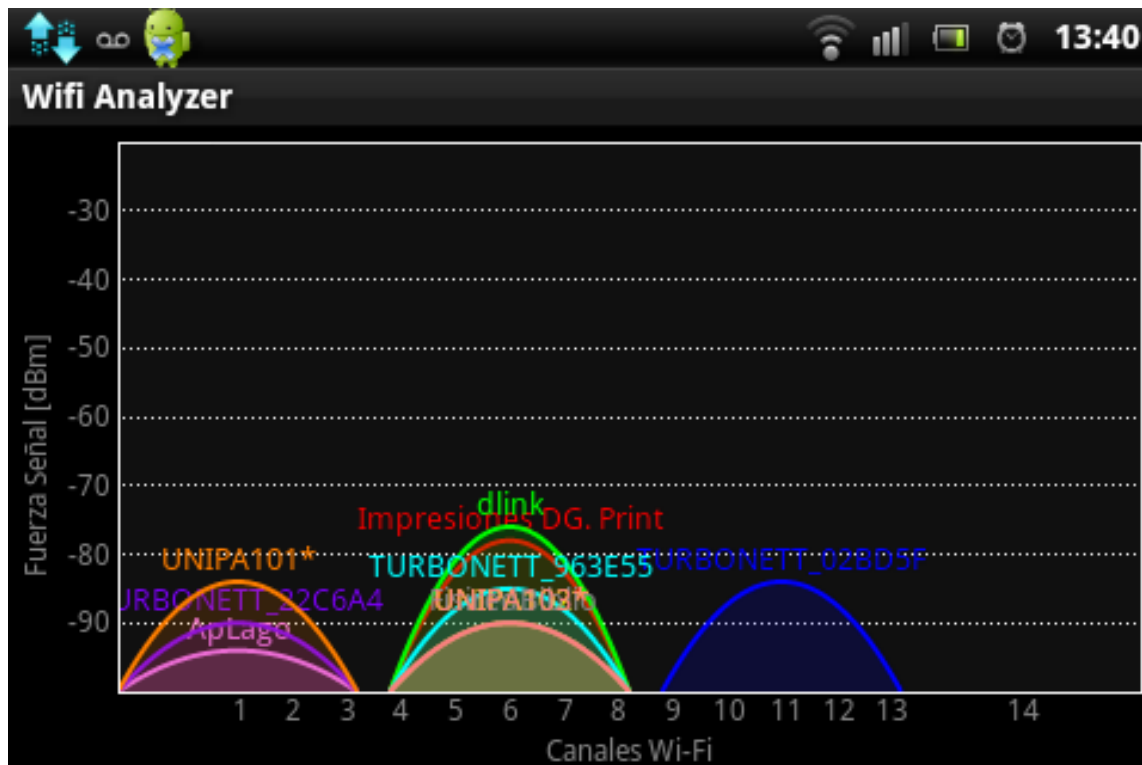 13:40
Wifi Analyzer
Fuerza Señal [dBm]
-30
-40
-50
-60
-70
-80
-90
dlink
Impresiones DG. Print
UNIPA101*
TURBONETT_963E55
TURBONETT_02BD5F
URBONETT_22C6A4
UNIPA102*
ApLago
1 2 3 4 5 6 7 8 9 10 11 12 13 14
Canales Wi-Fi